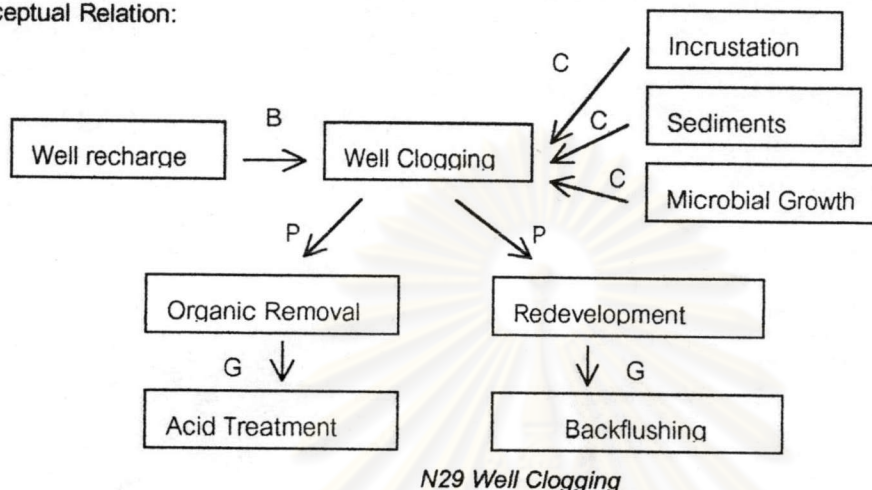 ceptual Relation:
Incrustation
C
B
C
Sediments
Well recharge
Well Clogging
C
Microbial Growth
P
P
Organic Removal
Redevelopment
G
G
Acid Treatment
Backflushing
N29 Well Clogging